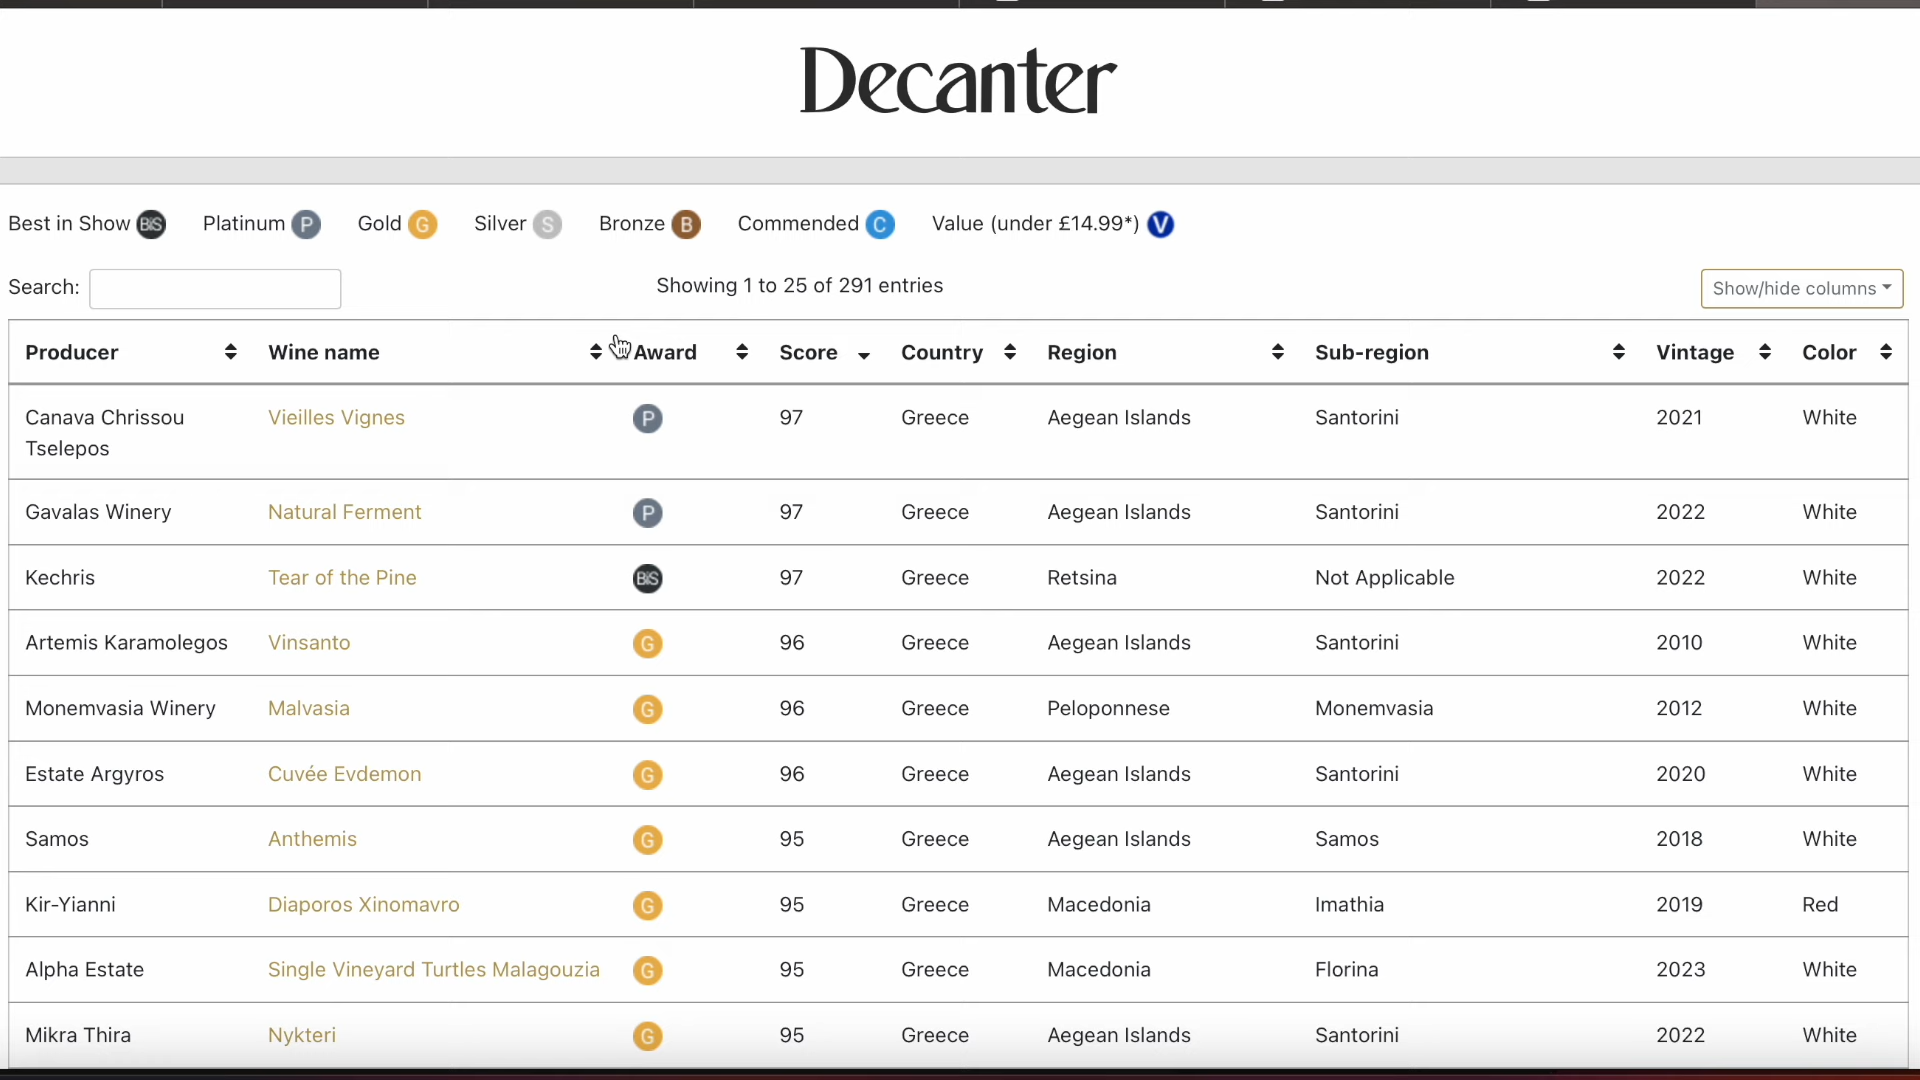 Decanter
Best in Show BiS Platinum P Gold G Silver S Bronze B Commended C Value (under £14.99*) V
Search: Showing 1 to 25 of 291 entries Show/hide columns
Producer Wine name Award Score Country Region Sub-region Vintage Color
Canava Chrissou Tselepos Vieilles Vignes P 97 Greece Aegean Islands Santorini 2021 White
Gavalas Winery Natural Ferment P 97 Greece Aegean Islands Santorini 2022 White
Kechris Tear of the Pine BiS 97 Greece Retsina Not Applicable 2022 White
Artemis Karamolegos Vinsanto G 96 Greece Aegean Islands Santorini 2010 White
Monemvasia Winery Malvasia G 96 Greece Peloponnese Monemvasia 2012 White
Estate Argyros Cuvée Evdemon G 96 Greece Aegean Islands Santorini 2020 White
Samos Anthemis G 95 Greece Aegean Islands Samos 2018 White
Kir-Yianni Diaporos Xinomavro G 95 Greece Macedonia Imathia 2019 Red
Alpha Estate Single Vineyard Turtles Malagouzia G 95 Greece Macedonia Florina 2023 White
Mikra Thira Nykteri G 95 Greece Aegean Islands Santorini 2022 White